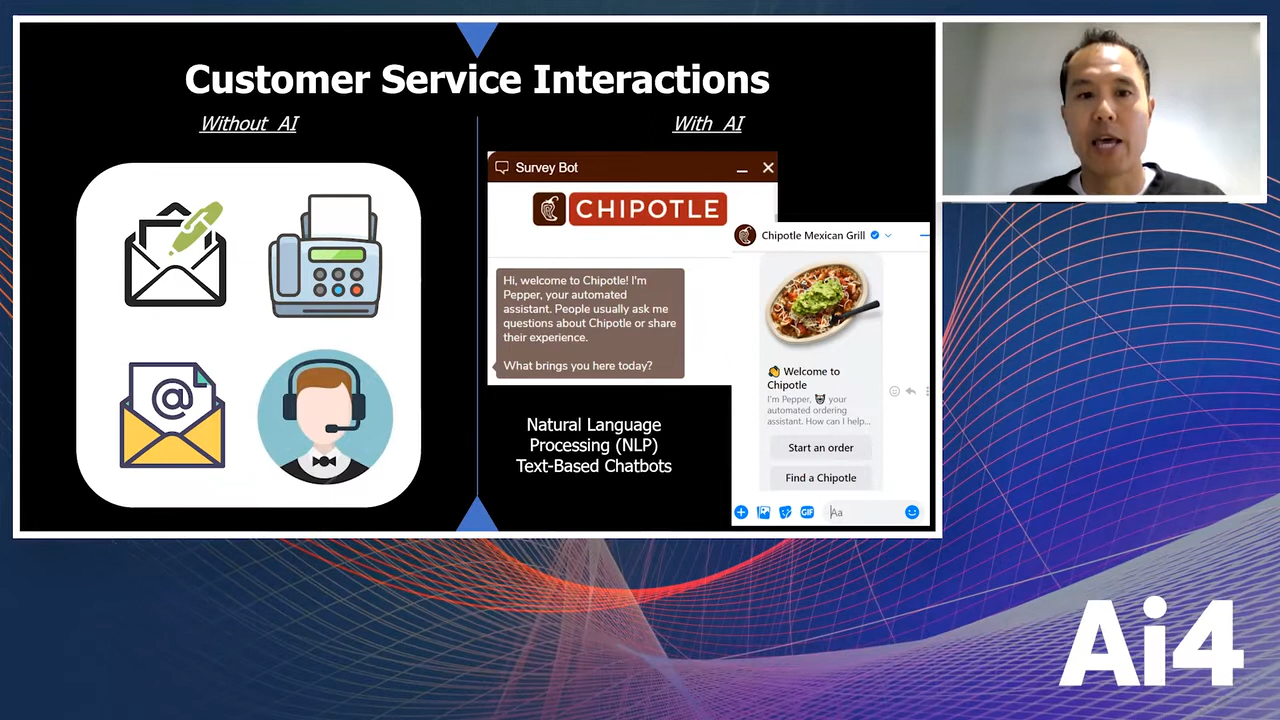 Customer Service Interactions
Without AI
With AI
@
Survey Bot
CHIPOTLE
Hi, welcome to Chipotle! I'm
Pepper, your automated
assistant. People usually ask me
questions about Chipotle or share
their experience.
What brings you here today?
Natural Language
Processing (NLP)
Text-Based Chatbots
Chipotle Mexican Grill
👏 Welcome to
Chipotle
I'm Pepper, your
automated ordering
assistant. How can I help...
Start an order
Find a Chipotle
GIF
Aa
Ai4